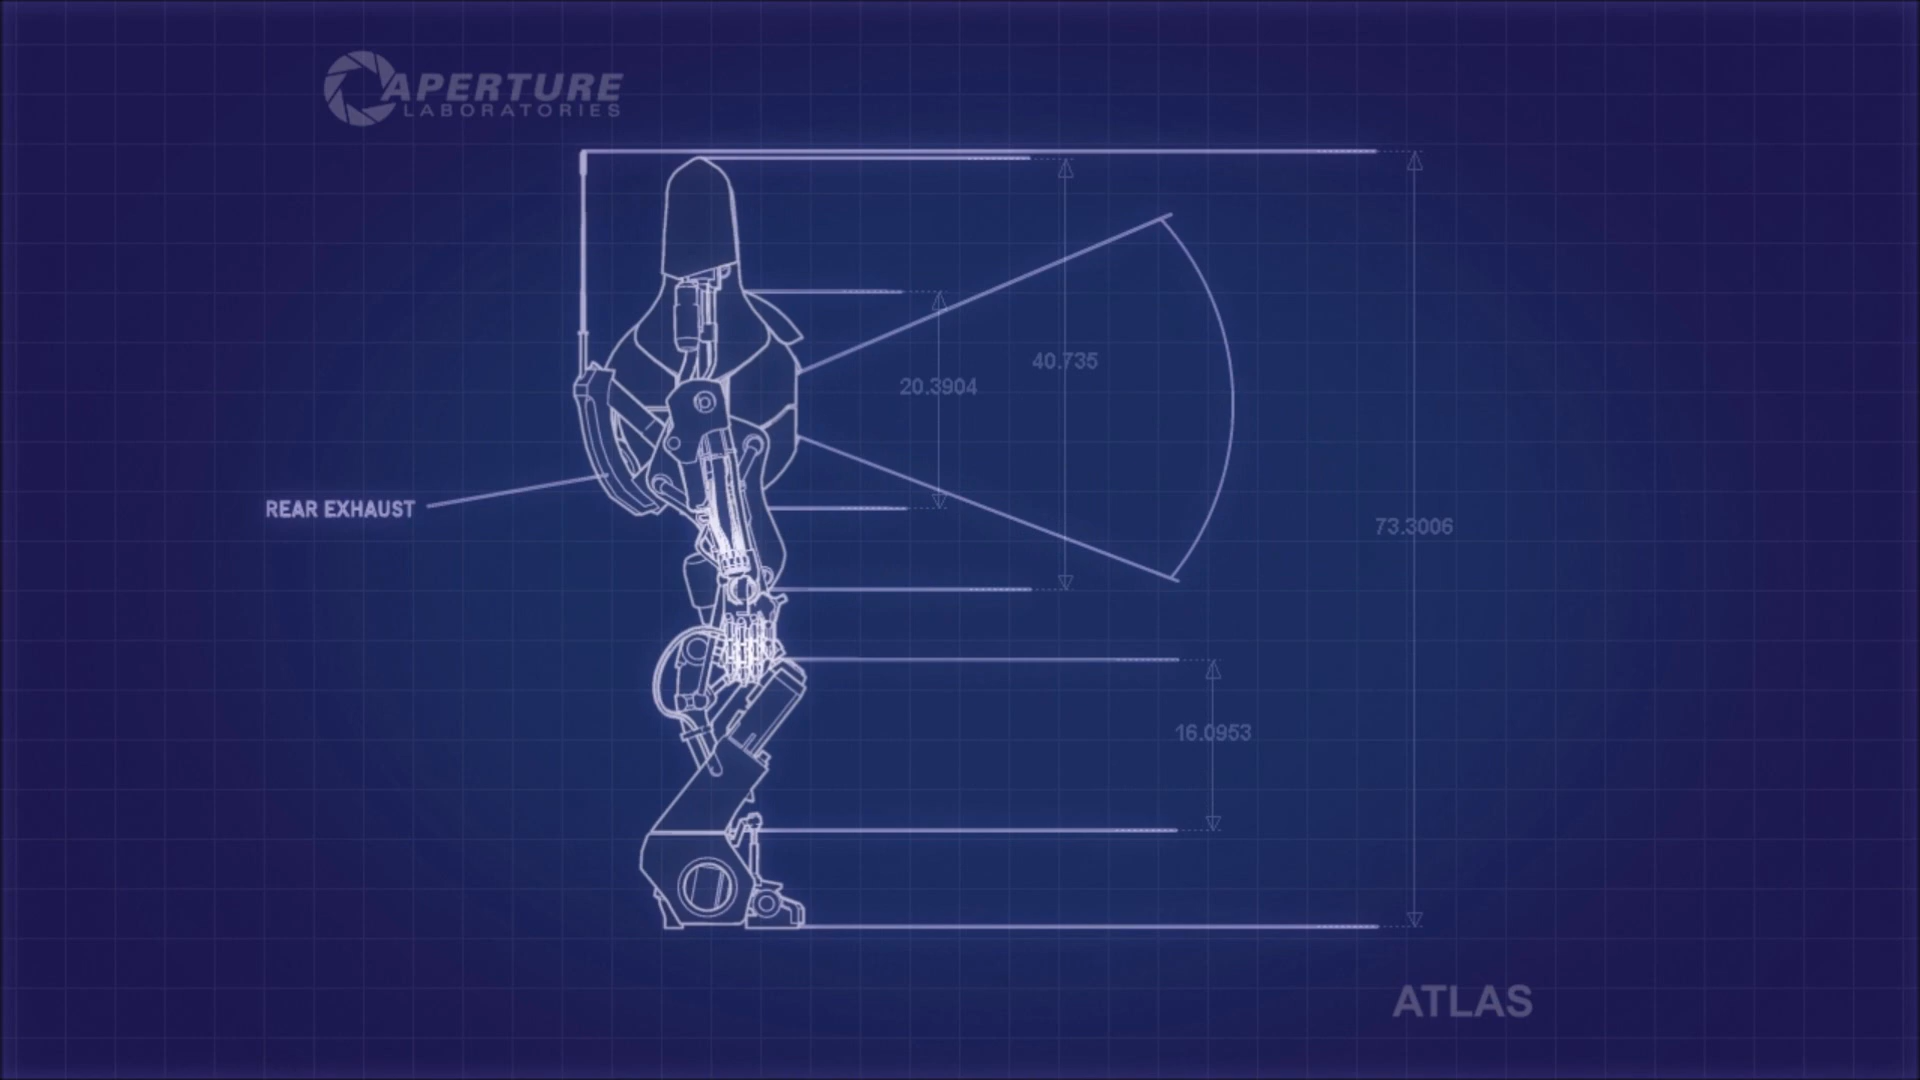 APERTURE
LABORATORIES
40.735
20.3904
REAR EXHAUST
73.3006
16.0953
ATLAS